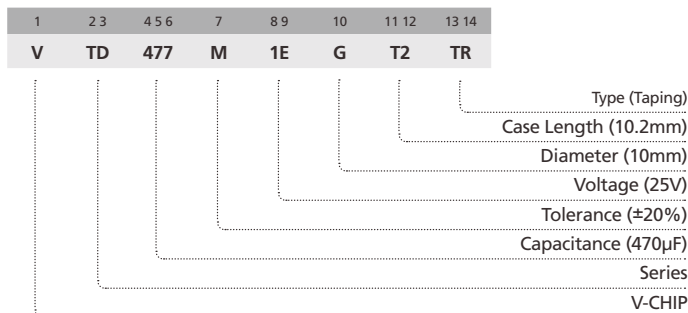 1 2 3 4 5 6 7 8 9 10 11 12 13 14
V TD 477 M 1E G T2 TR
Type (Taping)
Case Length (10.2mm)
Diameter (10mm)
Voltage (25V)
Tolerance (±20%)
Capacitance (470µF)
Series
V-CHIP